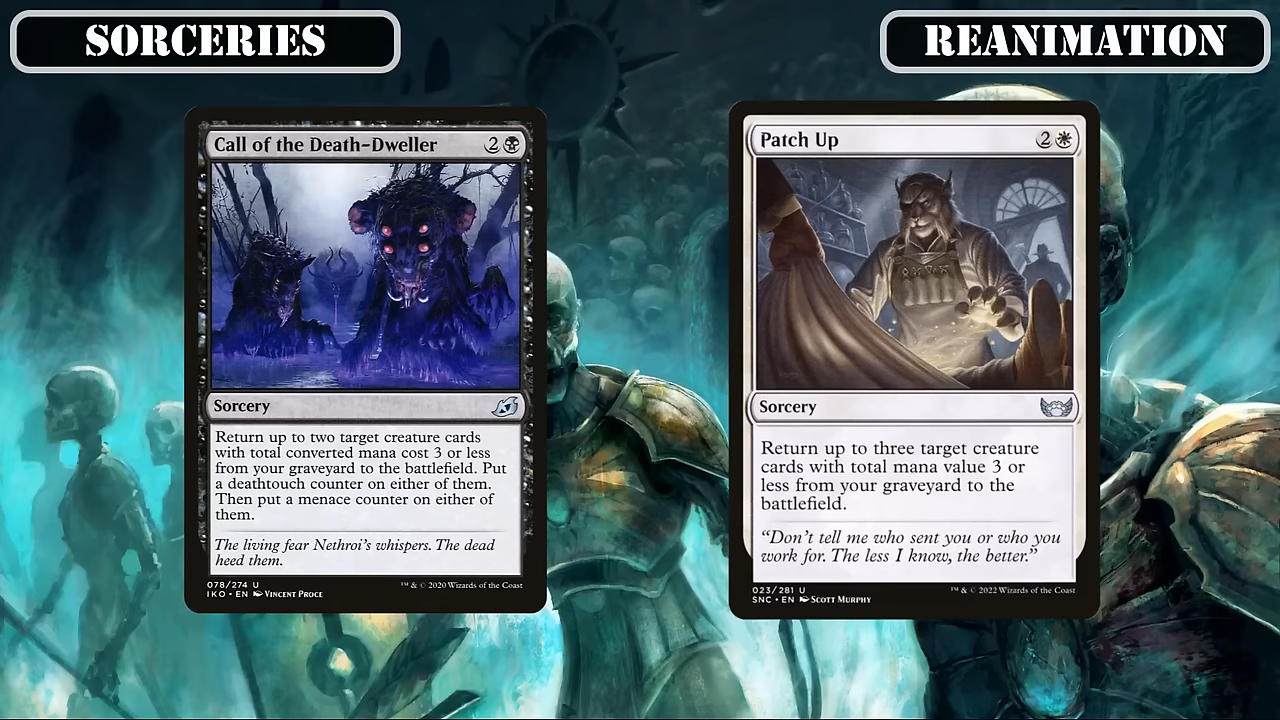 SORCERIES
REANIMATION
Call of the Death-Dweller 2
Sorcery
Return up to two target creature cards
with total converted mana cost 3 or less
from your graveyard to the battlefield. Put
a deathtouch counter on either of them.
Then put a menace counter on either of
them.
The living fear Nethroi's whispers. The dead
heed them.
078/274 U
IKO • EN Vincent Proce
™ & © 2020 Wizards of the Coast
Patch Up 2
Sorcery
Return up to three target creature
cards with total mana value 3 or
less from your graveyard to the
battlefield.
"Don't tell me who sent you or who you
work for. The less I know, the better."
023/281 U
SNC • EN Scott Murphy
™ & © 2022 Wizards of the Coast